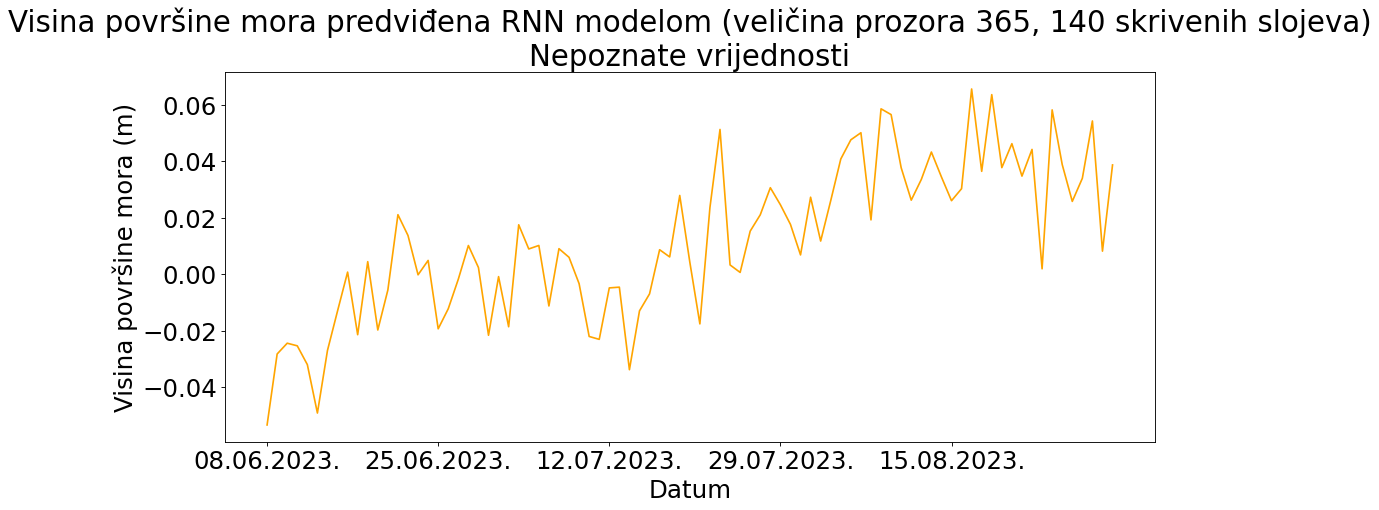 Visina površine mora predviđena RNN modelom (veličina prozora 365, 140 skrivenih slojeva)
Nepoznate vrijednosti
Visina površine mora (m)
0.06
0.04
0.02
0.00
−0.02
−0.04
08.06.2023. 25.06.2023. 12.07.2023. 29.07.2023. 15.08.2023.
Datum